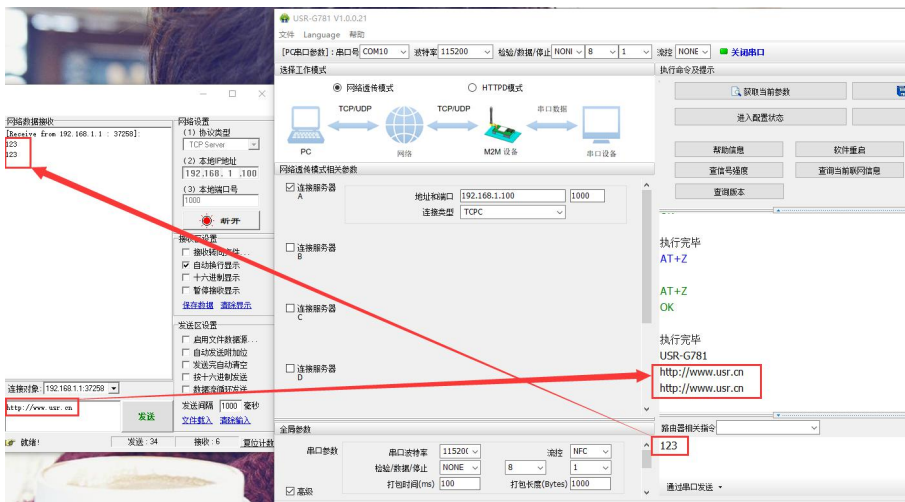 USR-G781 V1.0.0.21
文件 Language 帮助
[PC串口参数]：串口号 COM10 波特率 115200 检验/数据/停止 NONI 8 1 流控 NONE 关闭串口
选择工作模式
网络透传模式 HTTPD模式
TCP/UDP TCP/UDP 串口数据
PC 网络 M2M 设备 串口设备
网络透传模式相关参数
连接服务器
A
地址和端口 192.168.1.100 1000
连接类型 TCPC
连接服务器
B
连接服务器
C
连接服务器
D
全局参数
串口参数 串口波特率 11520( 流控 NFC
检验/数据/停止 NONE 8 1
打包时间(ms) 100 打包长度(Bytes) 1000
高级
执行命令及提示
获取当前参数
进入配置状态
帮助信息 软件重启
查信号强度 查询当前联网信息
查询版本
执行完毕
AT+Z
AT+Z
OK
执行完毕
USR-G781
http://www.usr.cn
http://www.usr.cn
路由器相关指令
123
通过串口发送
网络数据接收
[Receive from 192.168.1.1 : 37258]:
123
123
网络设置
(1) 协议类型
TCP Server
(2) 本地IP地址
192.168. 1 .100
(3) 本地端口号
1000
断开
接收区设置
自动换行显示
十六进制显示
暂停接收显示
保存数据 清除显示
发送区设置
启用文件数据源...
自动发送附加位
发送完自动清空
按十六进制发送
数据流循环发送
发送间隔 1000 毫秒
文件载入 清除输入
连接对象: 192.168.1.1:37258
http://www.usr.cn
发送
就绪! 发送 : 34 接收 : 6 复位计数